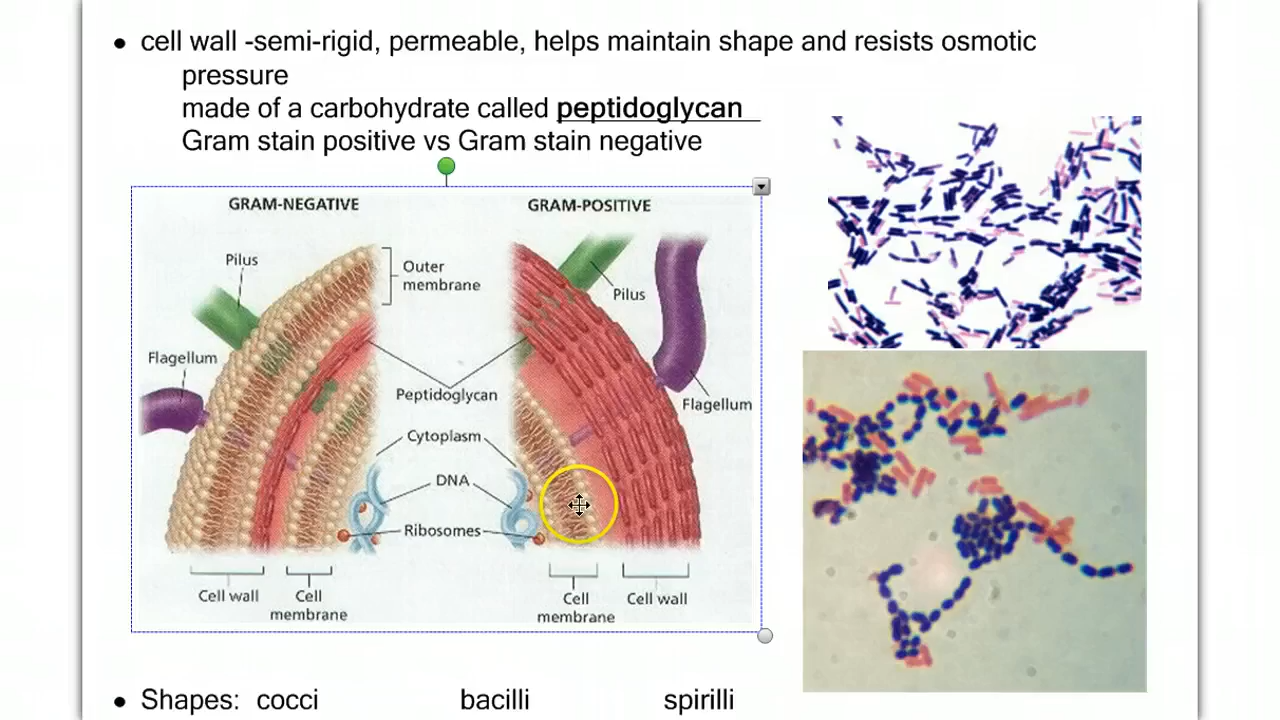 • cell wall -semi-rigid, permeable, helps maintain shape and resists osmotic
pressure
made of a carbohydrate called peptidoglycan
Gram stain positive vs Gram stain negative
GRAM-NEGATIVE
GRAM-POSITIVE
Pilus
Outer
membrane
Pilus
Flagellum
Peptidoglycan
Flagellum
Cytoplasm
DNA
Ribosomes
Cell wall
Cell
membrane
Cell
membrane
Cell wall
• Shapes: cocci bacilli spirilli